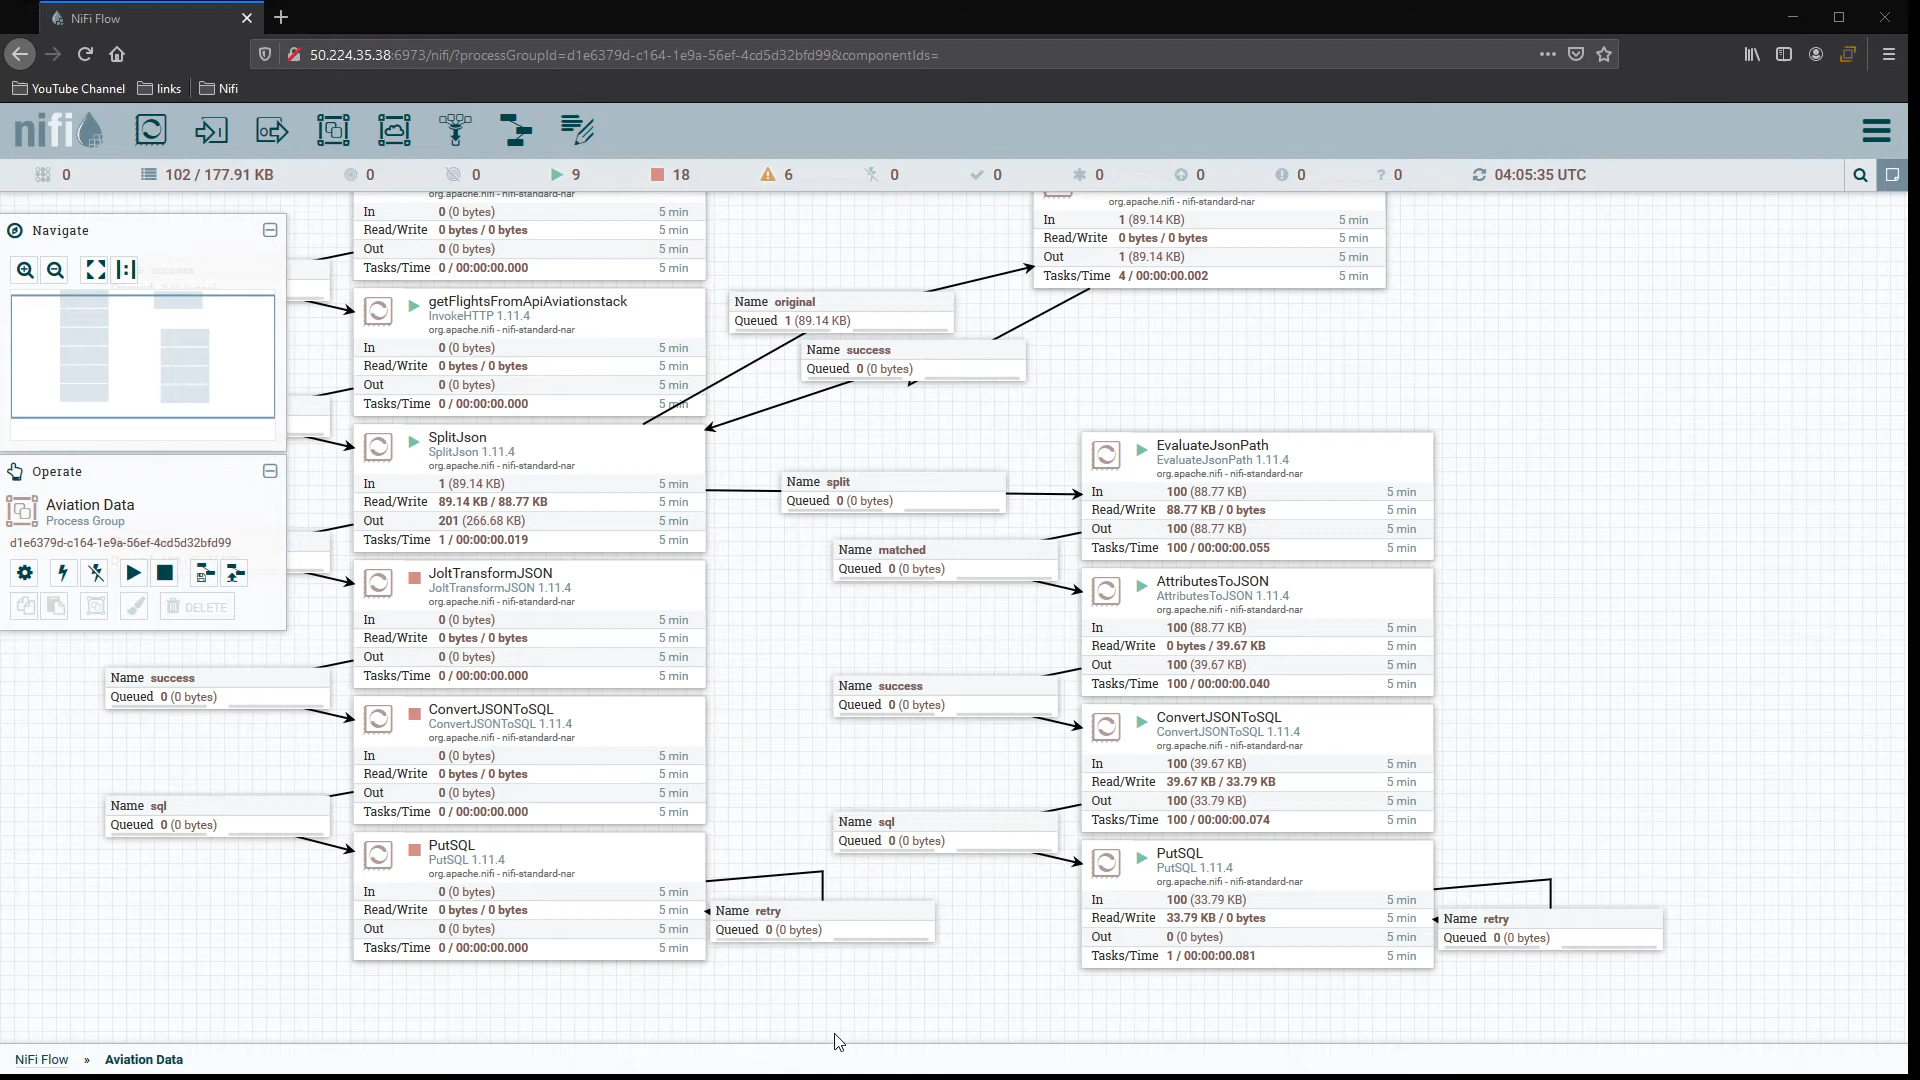 NiFi Flow
50.224.35.38:6973/nifi/?processGroupId=d1e6379d-c164-1e9a-56ef-4cd5d32bfd99&componentIds=
YouTube Channel links Nifi
nifi
0 102 / 177.91 KB 0 0 9 18 6 0 0 0 0 0 0 04:05:35 UTC
Navigate
Operate
Aviation Data
Process Group
d1e6379d-c164-1e9a-56ef-4cd5d32bfd99
DELETE
Name success
Queued 0 (0 bytes)
Name sql
Queued 0 (0 bytes)
org.apache.nifi - nifi-standard-nar
In 0 (0 bytes) 5 min
Read/Write 0 bytes / 0 bytes 5 min
Out 0 (0 bytes) 5 min
Tasks/Time 0 / 00:00:00.000 5 min
getFlightsFromApiAviationstack
InvokeHTTP 1.11.4
org.apache.nifi - nifi-standard-nar
In 0 (0 bytes) 5 min
Read/Write 0 bytes / 0 bytes 5 min
Out 0 (0 bytes) 5 min
Tasks/Time 0 / 00:00:00.000 5 min
SplitJson
SplitJson 1.11.4
org.apache.nifi - nifi-standard-nar
In 1 (89.14 KB) 5 min
Read/Write 89.14 KB / 88.77 KB 5 min
Out 201 (266.68 KB) 5 min
Tasks/Time 1 / 00:00:00.019 5 min
JoltTransformJSON
JoltTransformJSON 1.11.4
org.apache.nifi - nifi-standard-nar
In 0 (0 bytes) 5 min
Read/Write 0 bytes / 0 bytes 5 min
Out 0 (0 bytes) 5 min
Tasks/Time 0 / 00:00:00.000 5 min
ConvertJSONToSQL
ConvertJSONToSQL 1.11.4
org.apache.nifi - nifi-standard-nar
In 0 (0 bytes) 5 min
Read/Write 0 bytes / 0 bytes 5 min
Out 0 (0 bytes) 5 min
Tasks/Time 0 / 00:00:00.000 5 min
PutSQL
PutSQL 1.11.4
org.apache.nifi - nifi-standard-nar
In 0 (0 bytes) 5 min
Read/Write 0 bytes / 0 bytes 5 min
Out 0 (0 bytes) 5 min
Tasks/Time 0 / 00:00:00.000 5 min
Name original
Queued 1 (89.14 KB)
Name success
Queued 0 (0 bytes)
Name split
Queued 0 (0 bytes)
Name matched
Queued 0 (0 bytes)
Name success
Queued 0 (0 bytes)
Name sql
Queued 0 (0 bytes)
Name retry
Queued 0 (0 bytes)
org.apache.nifi - nifi-standard-nar
In 1 (89.14 KB) 5 min
Read/Write 0 bytes / 0 bytes 5 min
Out 1 (89.14 KB) 5 min
Tasks/Time 4 / 00:00:00.002 5 min
EvaluateJsonPath
EvaluateJsonPath 1.11.4
org.apache.nifi - nifi-standard-nar
In 100 (88.77 KB) 5 min
Read/Write 88.77 KB / 0 bytes 5 min
Out 100 (88.77 KB) 5 min
Tasks/Time 100 / 00:00:00.055 5 min
AttributesToJSON
AttributesToJSON 1.11.4
org.apache.nifi - nifi-standard-nar
In 100 (88.77 KB) 5 min
Read/Write 0 bytes / 39.67 KB 5 min
Out 100 (39.67 KB) 5 min
Tasks/Time 100 / 00:00:00.040 5 min
ConvertJSONToSQL
ConvertJSONToSQL 1.11.4
org.apache.nifi - nifi-standard-nar
In 100 (39.67 KB) 5 min
Read/Write 39.67 KB / 33.79 KB 5 min
Out 100 (33.79 KB) 5 min
Tasks/Time 100 / 00:00:00.074 5 min
PutSQL
PutSQL 1.11.4
org.apache.nifi - nifi-standard-nar
In 100 (33.79 KB) 5 min
Read/Write 33.79 KB / 0 bytes 5 min
Out 0 (0 bytes) 5 min
Tasks/Time 1 / 00:00:00.081 5 min
Name retry
Queued 0 (0 bytes)
NiFi Flow » Aviation Data